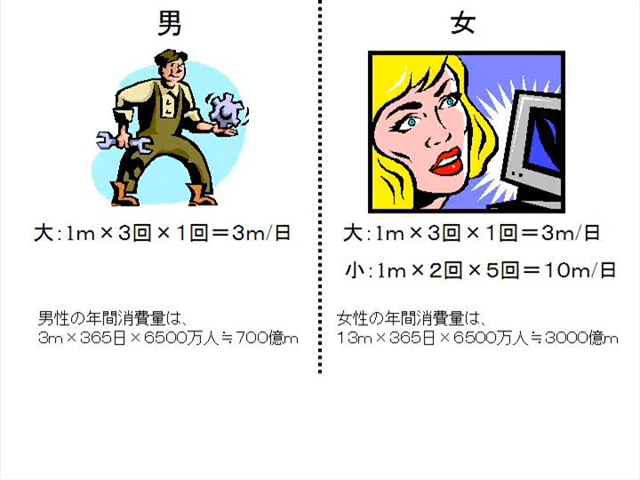 男
大：1ｍ×３回×１回＝３ｍ/日
男性の年間消費量は、
３ｍ×３６５日×６５００万人≒７００億ｍ
女
大：1ｍ×３回×１回＝３ｍ/日
小：1ｍ×２回×５回＝１０ｍ/日
女性の年間消費量は、
１３ｍ×３６５日×６５００万人≒３０００億ｍ